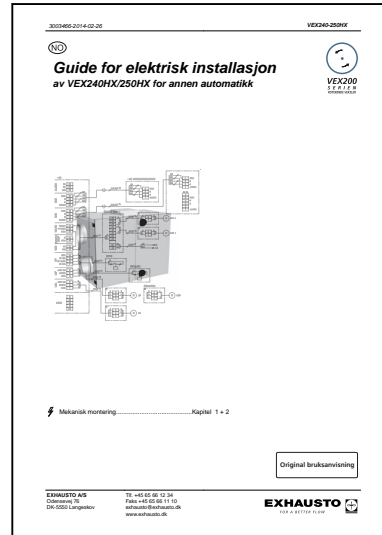 3003466-2014-02-26
VEX240-250HX
NO
Guide for elektrisk installasjon
av VEX240HX/250HX for annen automatikk
VEX200
SERIEN
Mekanisk montering..........................................Kapitel 1 + 2
Original bruksanvisning
EXHAUSTO A/S
Odensevej 76
DK-5550 Langeskov
Tlf. +45 65 66 12 34
Faks +45 65 66 11 10
exhausto@exhausto.dk
www.exhausto.dk
EXHAUSTO
FOR A BETTER FLOW